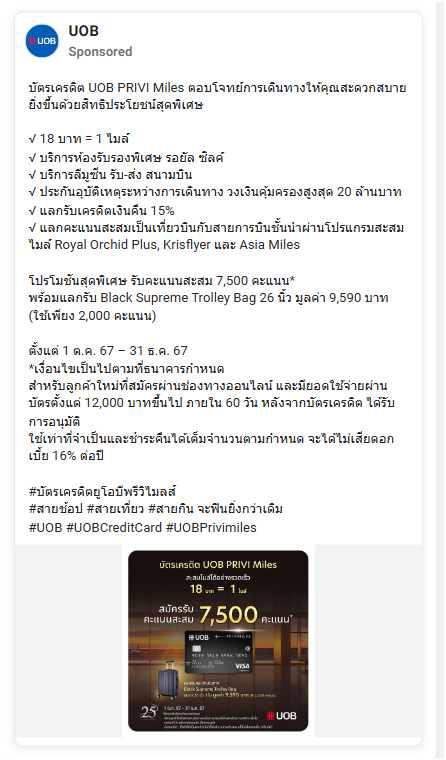 UOB
UOB
Sponsored
บัตรเครดิต UOB PRIVI Miles ตอบโจทย์การเดินทางให้คุณสะดวกสบาย
ยิ่งขึ้นด้วยสิทธิประโยชน์สุดพิเศษ
√ 18 บาท = 1 ไมล์
√ บริการห้องรับรองพิเศษ รอยัล ซิลค์
√ บริการลีมูซีน รับ-ส่ง สนามบิน
√ ประกันอุบัติเหตุระหว่างการเดินทาง วงเงินคุ้มครองสูงสุด 20 ล้านบาท
√ แลกรับเครดิตเงินคืน 15%
√ แลกคะแนนสะสมเป็นเที่ยวบินกับสายการบินชั้นนำผ่านโปรแกรมสะสม
ไมล์ Royal Orchid Plus, Krisflyer และ Asia Miles
โปรโมชันสุดพิเศษ รับคะแนนสะสม 7,500 คะแนน*
พร้อมแลกรับ Black Supreme Trolley Bag 26 นิ้ว มูลค่า 9,590 บาท
(ใช้เพียง 2,000 คะแนน)
ตั้งแต่ 1 ต.ค. 67 – 31 ธ.ค. 67
*เงื่อนไขเป็นไปตามที่ธนาคารกำหนด
สำหรับลูกค้าใหม่ที่สมัครผ่านช่องทางออนไลน์ และมียอดใช้จ่ายผ่าน
บัตรตั้งแต่ 12,000 บาทขึ้นไป ภายใน 60 วัน หลังจากบัตรเครดิต ได้รับ
การอนุมัติ
ใช้เท่าที่จำเป็นและชำระคืนได้เต็มจำนวนตามกำหนด จะได้ไม่เสียดอก
เบี้ย 16% ต่อปี
#บัตรเครดิตยูโอบีพรีวิไมลส์
#สายช้อป #สายเที่ยว #สายกิน จะฟินยิ่งกว่าเดิม
#UOB #UOBCreditCard #UOBPrivimiles
บัตรเครดิต UOB PRIVI Miles
สะสมไมล์ได้อย่างรวดเร็ว
18 บาท = 1 ไมล์
สมัครรับ
คะแนนสะสม 7,500 คะแนน*
UOB
PRIVIMILES
VISA
Black Supreme Trolley Bag
ขนาด 26 นิ้ว มูลค่า 9,590 บาท
25
1 ต.ค. 67 - 31 ธ.ค. 67
UOB